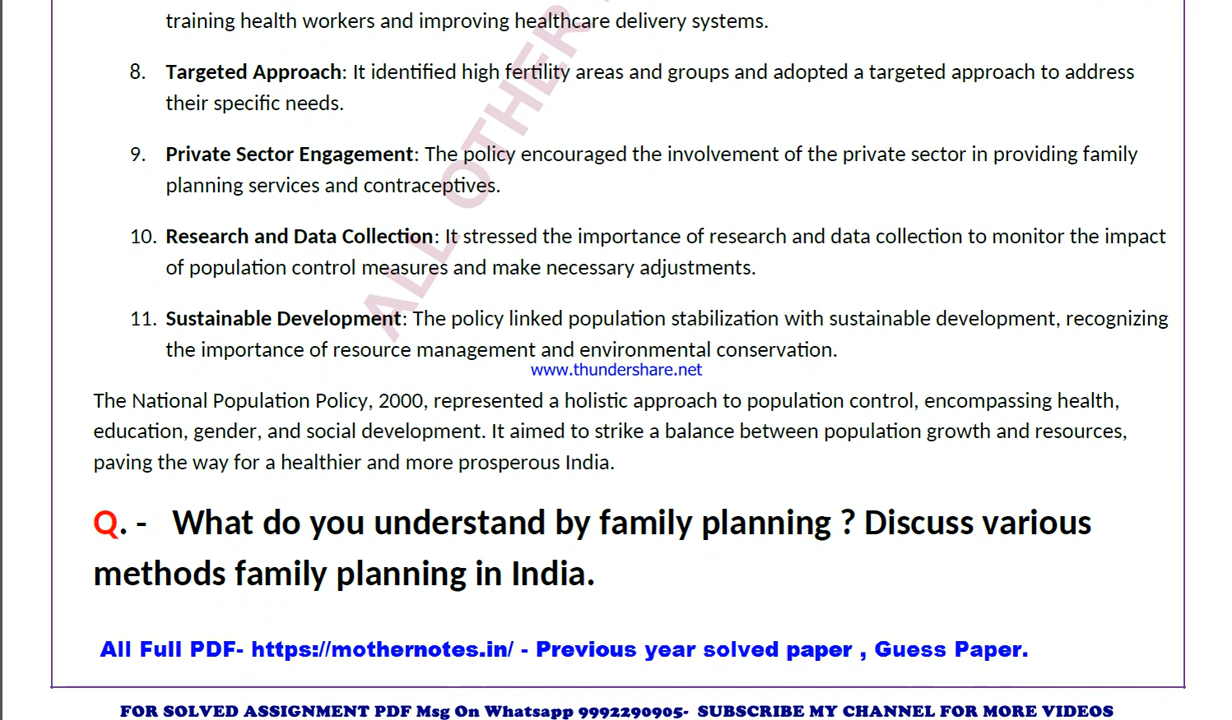 training health workers and improving healthcare delivery systems.
8. Targeted Approach: It identified high fertility areas and groups and adopted a targeted approach to address
their specific needs.
9. Private Sector Engagement: The policy encouraged the involvement of the private sector in providing family
planning services and contraceptives.
10. Research and Data Collection: It stressed the importance of research and data collection to monitor the impact
of population control measures and make necessary adjustments.
11. Sustainable Development: The policy linked population stabilization with sustainable development, recognizing
the importance of resource management and environmental conservation.
www.thundershare.net
The National Population Policy, 2000, represented a holistic approach to population control, encompassing health,
education, gender, and social development. It aimed to strike a balance between population growth and resources,
paving the way for a healthier and more prosperous India.
Q. - What do you understand by family planning ? Discuss various
methods family planning in India.
All Full PDF- https://mothernotes.in/ - Previous year solved paper , Guess Paper.
FOR SOLVED ASSIGNMENT PDF Msg On Whatsapp 9992290905- SUBSCRIBE MY CHANNEL FOR MORE VIDEOS
ALL OTHER